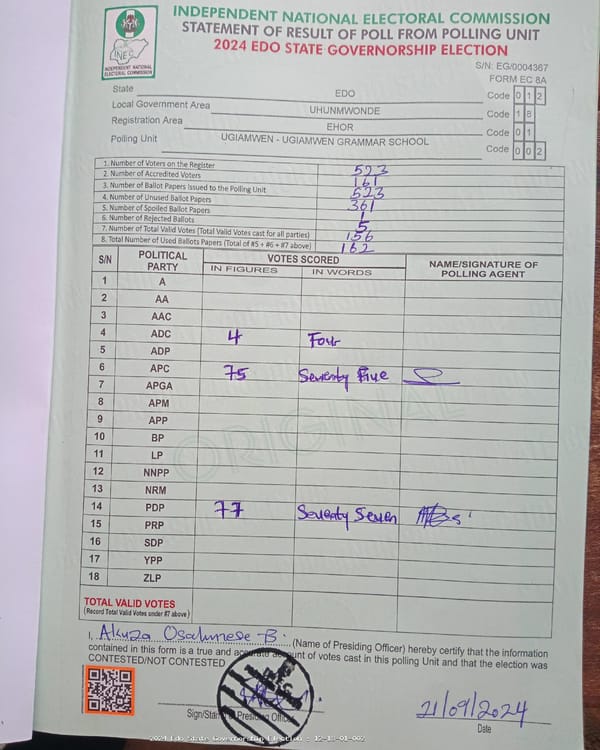 INDEPENDENT NATIONAL ELECTORAL COMMISSION
STATEMENT OF RESULT OF POLL FROM POLLING UNIT
2024 EDO STATE GOVERNORSHIP ELECTION
INEC
INDEPENDENT NATIONAL ELECTORAL COMMISSION
S/N: EG/0004367
FORM EC 8A
State EDO Code 0 1 2
Local Government Area UHUNMWONDE Code 1 8
Registration Area EHOR Code 0 1
Polling Unit UGIAMWEN - UGIAMWEN GRAMMAR SCHOOL Code 0 0 2
1. Number of Voters on the Register 523
2. Number of Accredited Voters 161
3. Number of Ballot Papers Issued to the Polling Unit 523
4. Number of Unused Ballot Papers 361
5. Number of Spoiled Ballot Papers 1
6. Number of Rejected Ballots 5
7. Number of Total Valid Votes (Total Valid Votes cast for all parties) 156
8. Total Number of Used Ballots Papers (Total of #5 + #6 + #7 above) 162
S/N POLITICAL PARTY VOTES SCORED NAME/SIGNATURE OF POLLING AGENT
IN FIGURES IN WORDS
1 A
2 AA
3 AAC
4 ADC 4 Four
5 ADP
6 APC 75 Seventy Five
7 APGA
8 APM
9 APP
10 BP
11 LP
12 NNPP
13 NRM
14 PDP 77 Seventy Seven
15 PRP
16 SDP
17 YPP
18 ZLP
ORIGINAL
TOTAL VALID VOTES
(Record Total Valid Votes under #7 above)
I, Akuza B. (Name of Presiding Officer) hereby certify that the information
contained in this form is a true and accurate account of votes cast in this polling Unit and that the election was
CONTESTED/NOT CONTESTED
Sign/Stamp Presiding Officer
21/09/2024
Date
2024 Edo State Governorship Election : 12-18-01-002